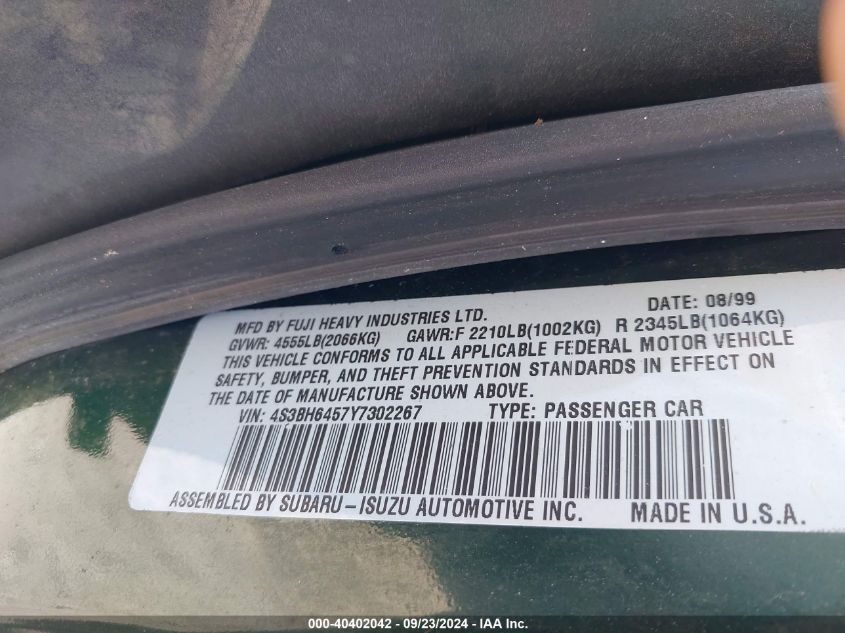 DATE: 08/99
MFD BY FUJI HEAVY INDUSTRIES LTD.
GVWR: 4555LB(2066KG) GAWR:F 2210LB(1002KG) R 2345LB(1064KG)
THIS VEHICLE CONFORMS TO ALL APPLICABLE FEDERAL MOTOR VEHICLE
SAFETY, BUMPER, AND THEFT PREVENTION STANDARDS IN EFFECT ON
THE DATE OF MANUFACTURE SHOWN ABOVE.
VIN: 4S3BH6457Y7302267 TYPE: PASSENGER CAR
ASSEMBLED BY SUBARU-ISUZU AUTOMOTIVE INC. MADE IN U.S.A.
000-40402042 - 09/23/2024 - IAA Inc.